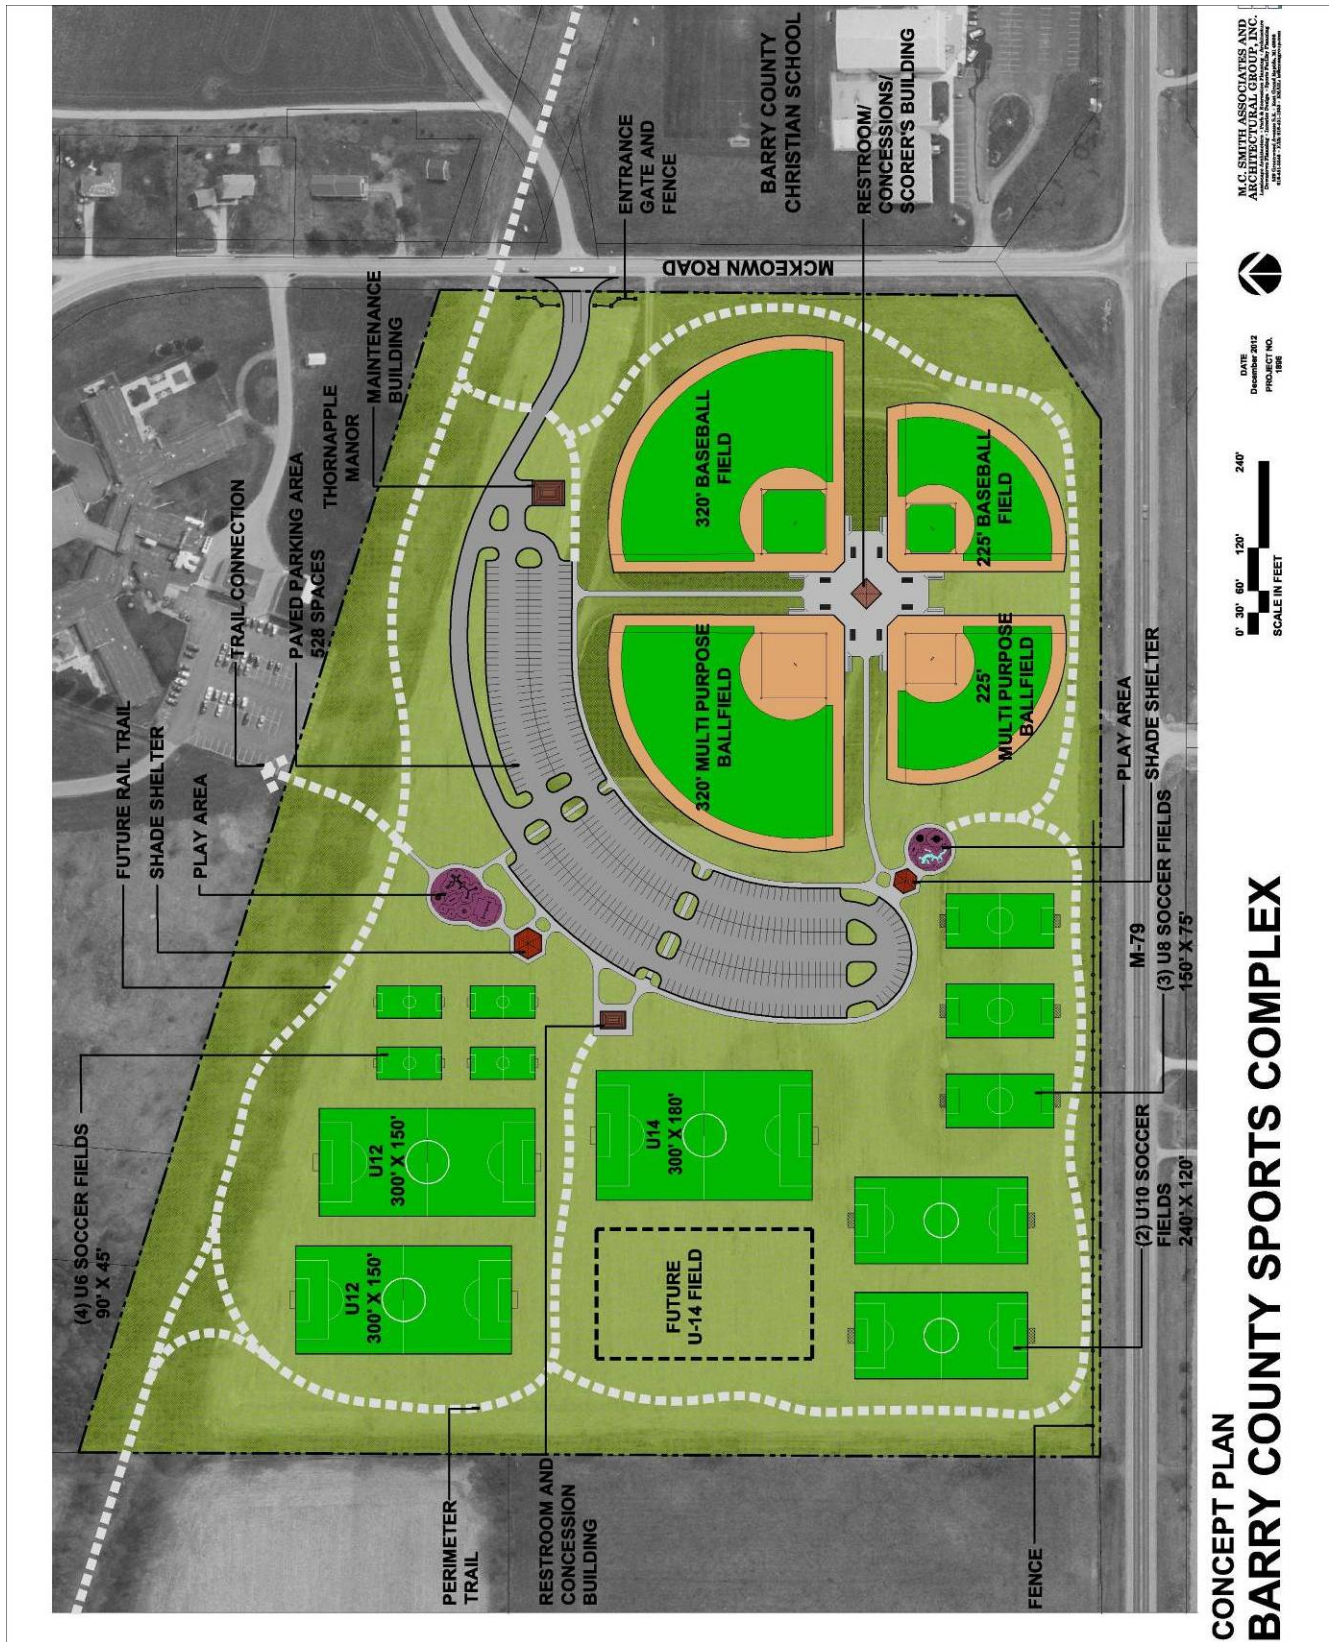 PERIMETER
TRAIL
(4) U6 SOCCER FIELDS
90' X 45'
FUTURE RAIL TRAIL
SHADE SHELTER
PLAY AREA
TRAIL CONNECTION
PAVED PARKING AREA
528 SPACES
THORNAPPLE
MANOR
MAINTENANCE
BUILDING
ENTRANCE
GATE AND
FENCE
BARRY COUNTY
CHRISTIAN SCHOOL
RESTROOM/
CONCESSIONS/
SCORER'S BUILDING
MCKEOWN ROAD
U12
300' X 150'
U12
300' X 150'
U14
300' X 180'
FUTURE
U-14 FIELD
320' MULTI PURPOSE
BALLFIELD
320' BASEBALL
FIELD
225'
MULTI PURPOSE
BALLFIELD
225' BASEBALL
FIELD
RESTROOM AND
CONCESSION
BUILDING
FENCE
(2) U10 SOCCER
FIELDS
240' X 120'
M-79
(3) U8 SOCCER FIELDS
150' X 75'
PLAY AREA
SHADE SHELTER
CONCEPT PLAN
BARRY COUNTY SPORTS COMPLEX
0' 30' 60' 120' 240'
SCALE IN FEET
DATE
December 2012
PROJECT NO.
1896
M.C. SMITH ASSOCIATES AND
ARCHITECTURAL GROUP, INC.